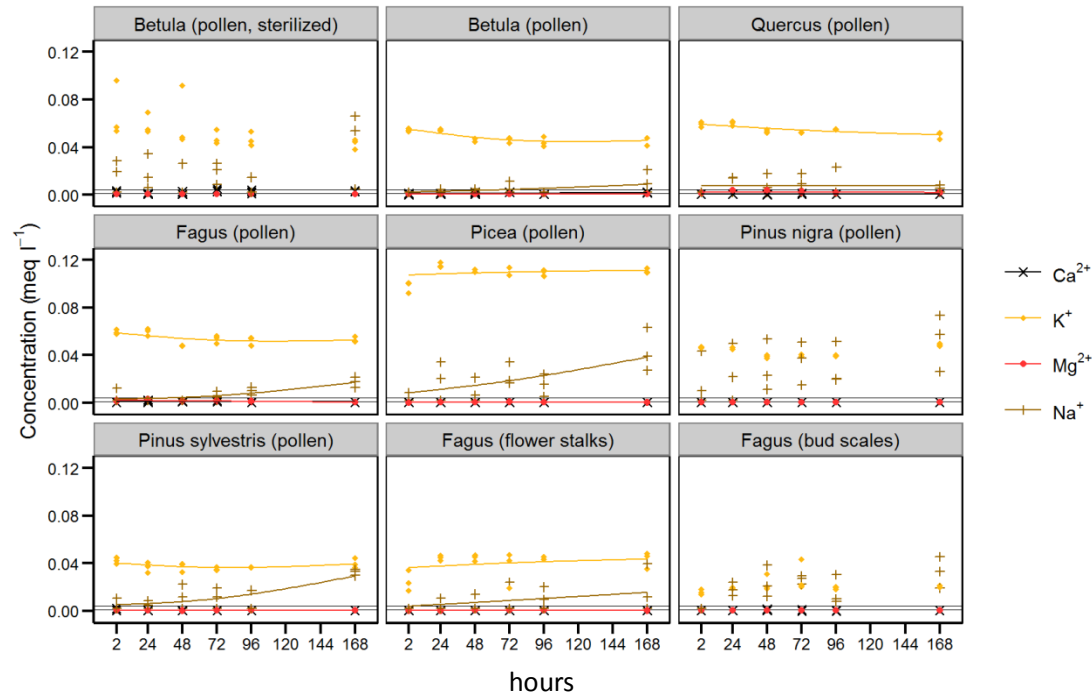 Betula (pollen, sterilized) Betula (pollen) Quercus (pollen)
0.12
0.08
0.04
0.00
Fagus (pollen) Picea (pollen) Pinus nigra (pollen)
0.12
0.08
0.04
0.00
Pinus sylvestris (pollen) Fagus (flower stalks) Fagus (bud scales)
0.12
0.08
0.04
0.00
2 24 48 72 96 120 144 168 2 24 48 72 96 120 144 168 2 24 48 72 96 120 144 168
hours
Concentration (meq l⁻¹)
Ca²⁺
K⁺
Mg²⁺
Na⁺